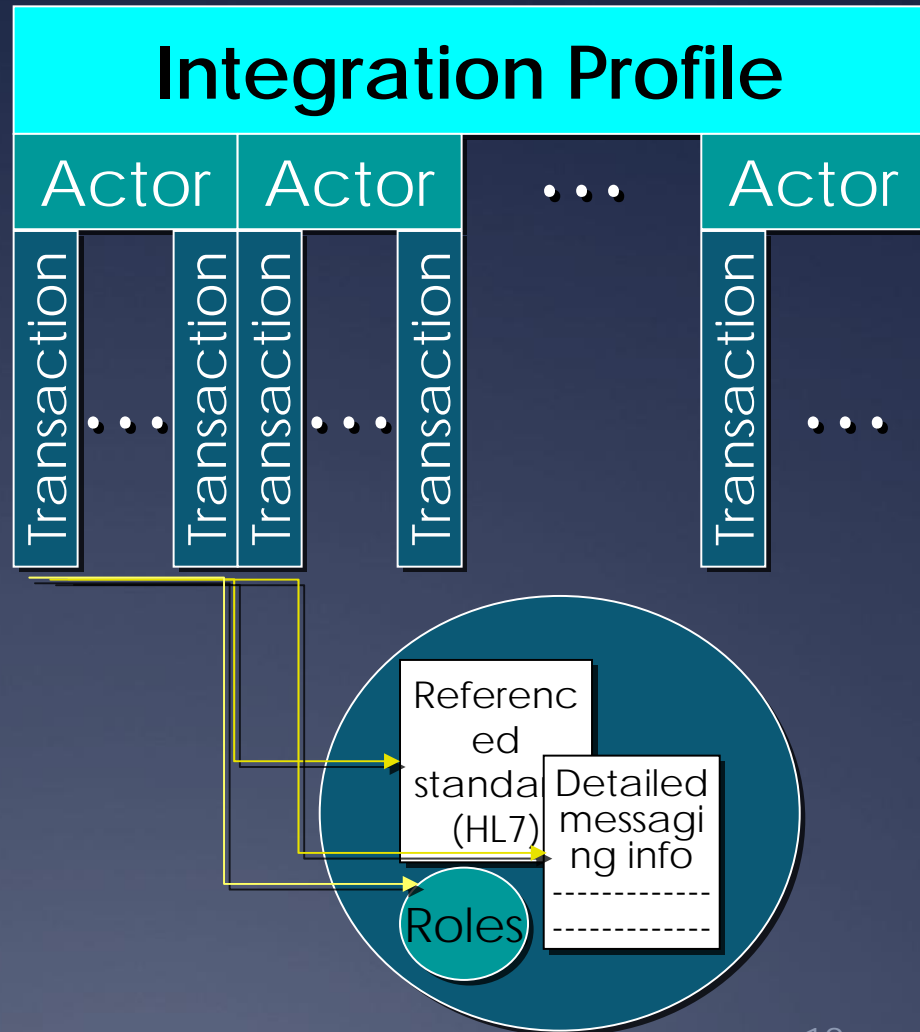 Integration Profile
Actor Actor ... Actor
Transaction ... Transaction Transaction ... Transaction Transaction ...
Referenc
ed
standa
(HL7)
Detailed
messagi
ng info
-------------
-------------
Roles